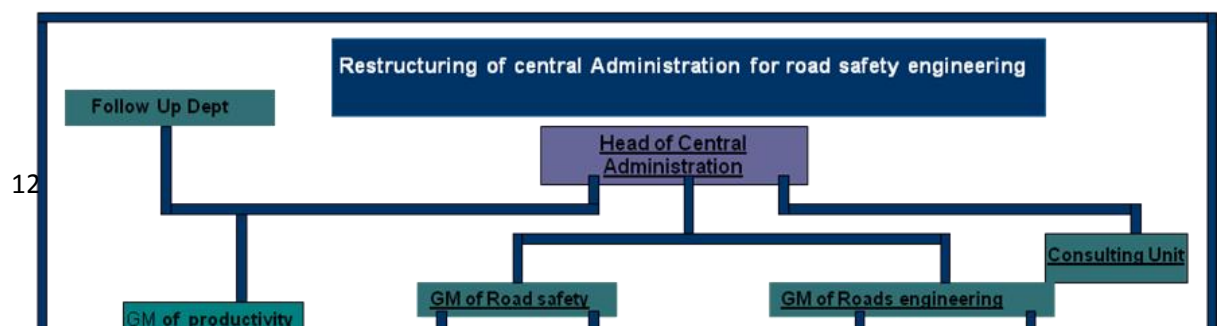 Restructuring of central Administration for road safety engineering
Follow Up Dept
Head of Central
Administration
12
Consulting Unit
GM of Road safety
GM of Roads engineering
GM of productivity